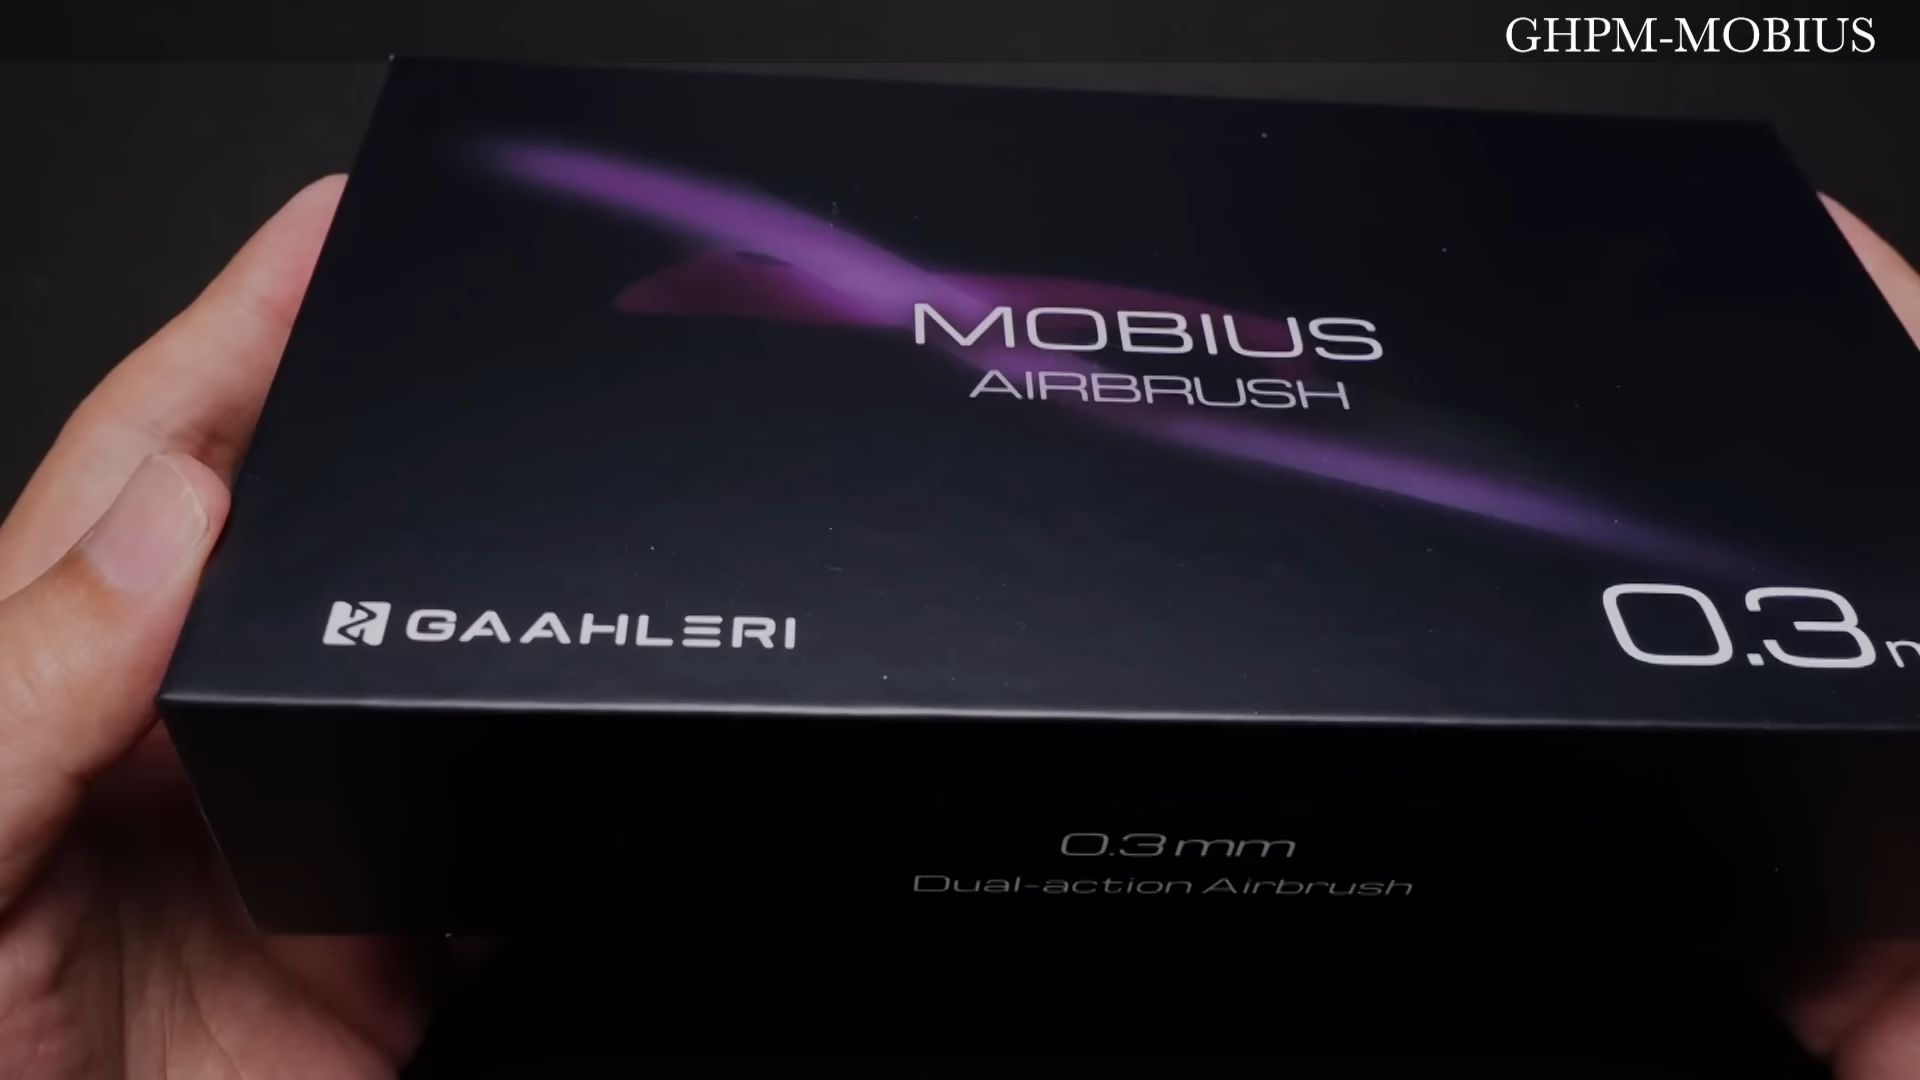 GHPM-MOBIUS
MOBIUS
AIRBRUSH
GAAHLERI
0.3
0.3mm
Dual-action Airbrush